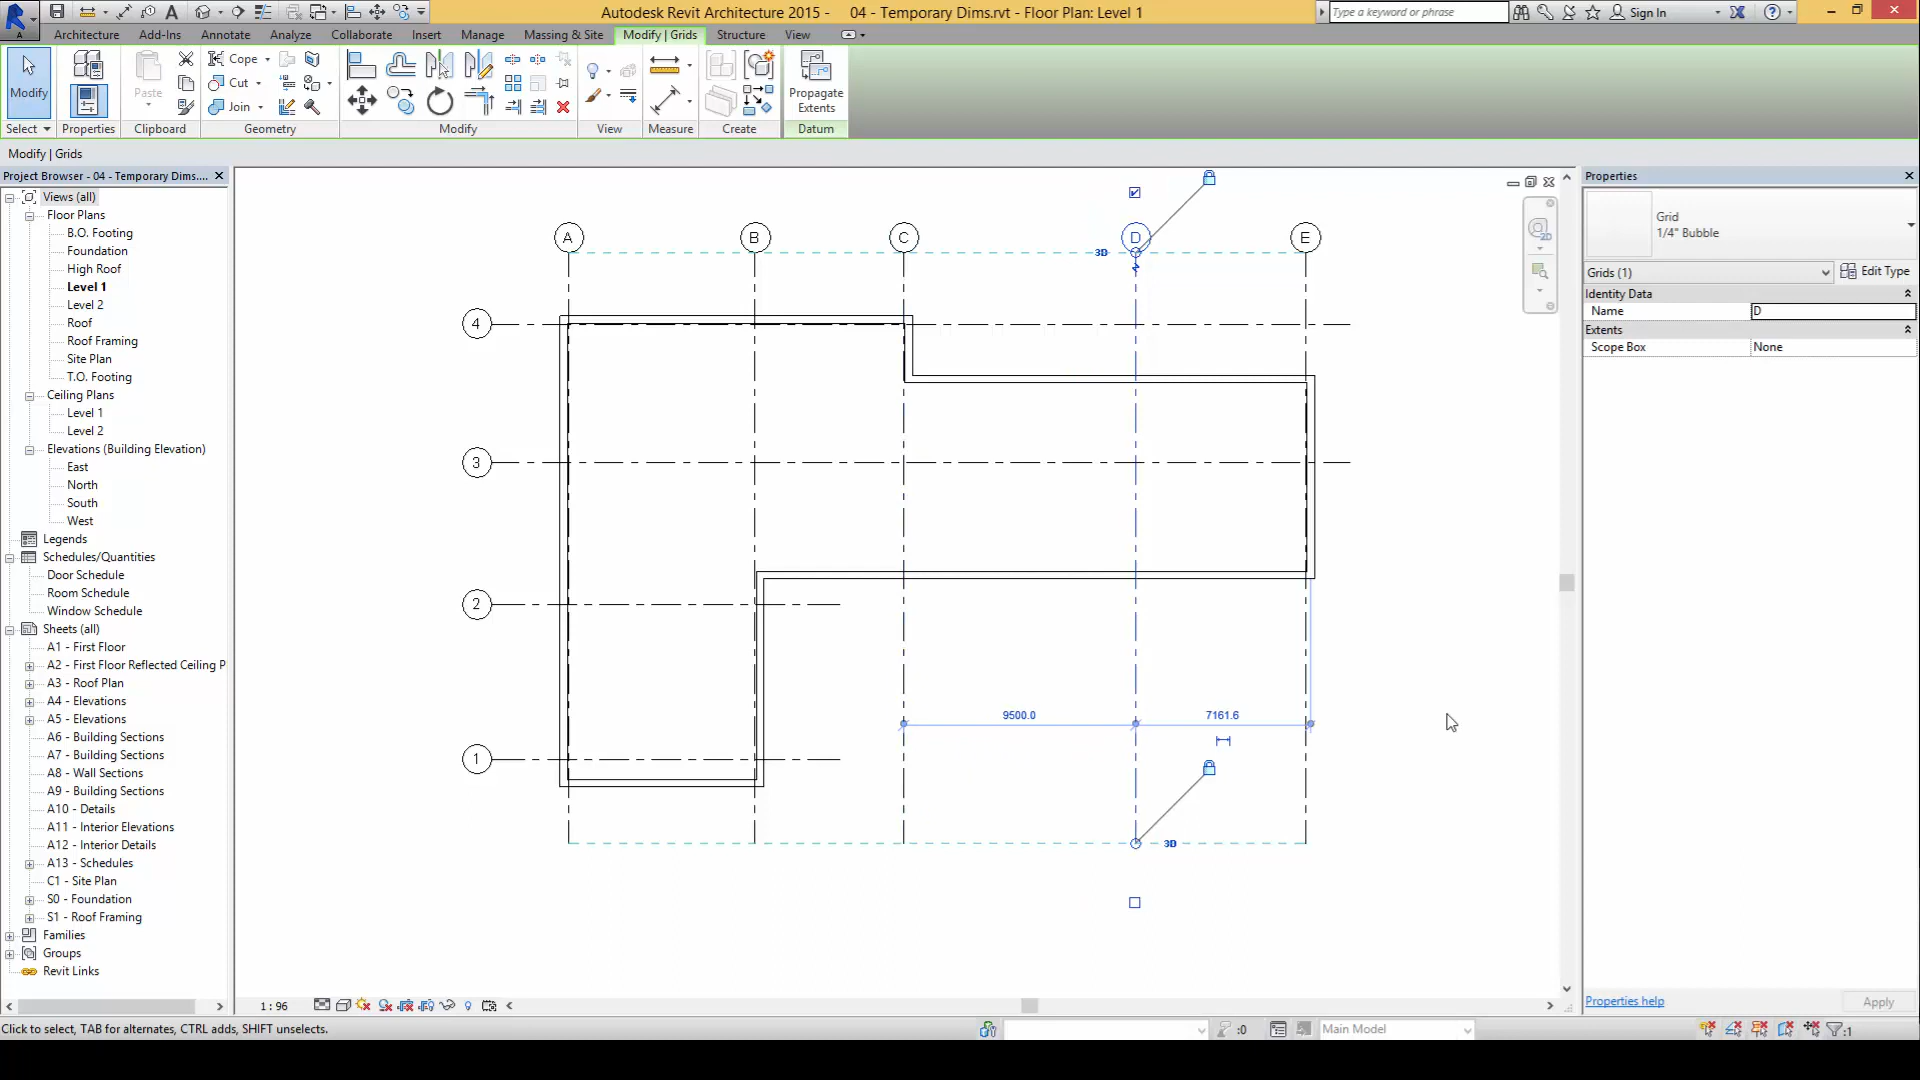 Autodesk Revit Architecture 2015 - 04 - Temporary Dims.rvt - Floor Plan: Level 1
Type a keyword or phrase
Sign In
Architecture Add-Ins Annotate Analyze Collaborate Insert Manage Massing & Site Modify | Grids Structure View
Modify
Paste
Cope
Cut
Join
Propagate
Extents
Select Properties Clipboard Geometry Modify View Measure Create Datum
Modify | Grids
Project Browser - 04 - Temporary Dims....
Views (all)
Floor Plans
B.O. Footing
Foundation
High Roof
Level 1
Level 2
Roof
Roof Framing
Site Plan
T.O. Footing
Ceiling Plans
Level 1
Level 2
Elevations (Building Elevation)
East
North
South
West
Legends
Schedules/Quantities
Door Schedule
Room Schedule
Window Schedule
Sheets (all)
A1 - First Floor
A2 - First Floor Reflected Ceiling P
A3 - Roof Plan
A4 - Elevations
A5 - Elevations
A6 - Building Sections
A7 - Building Sections
A8 - Wall Sections
A9 - Building Sections
A10 - Details
A11 - Interior Elevations
A12 - Interior Details
A13 - Schedules
C1 - Site Plan
S0 - Foundation
S1 - Roof Framing
Families
Groups
Revit Links
A B C D E
3D
4
3
2
1
9500.0 7161.6
3D
2D
Properties
Grid
1/4" Bubble
Grids (1)
Edit Type
Identity Data
Name D
Extents
Scope Box None
Properties help
Apply
1 : 96
Click to select, TAB for alternates, CTRL adds, SHIFT unselects.
:0
Main Model
:1